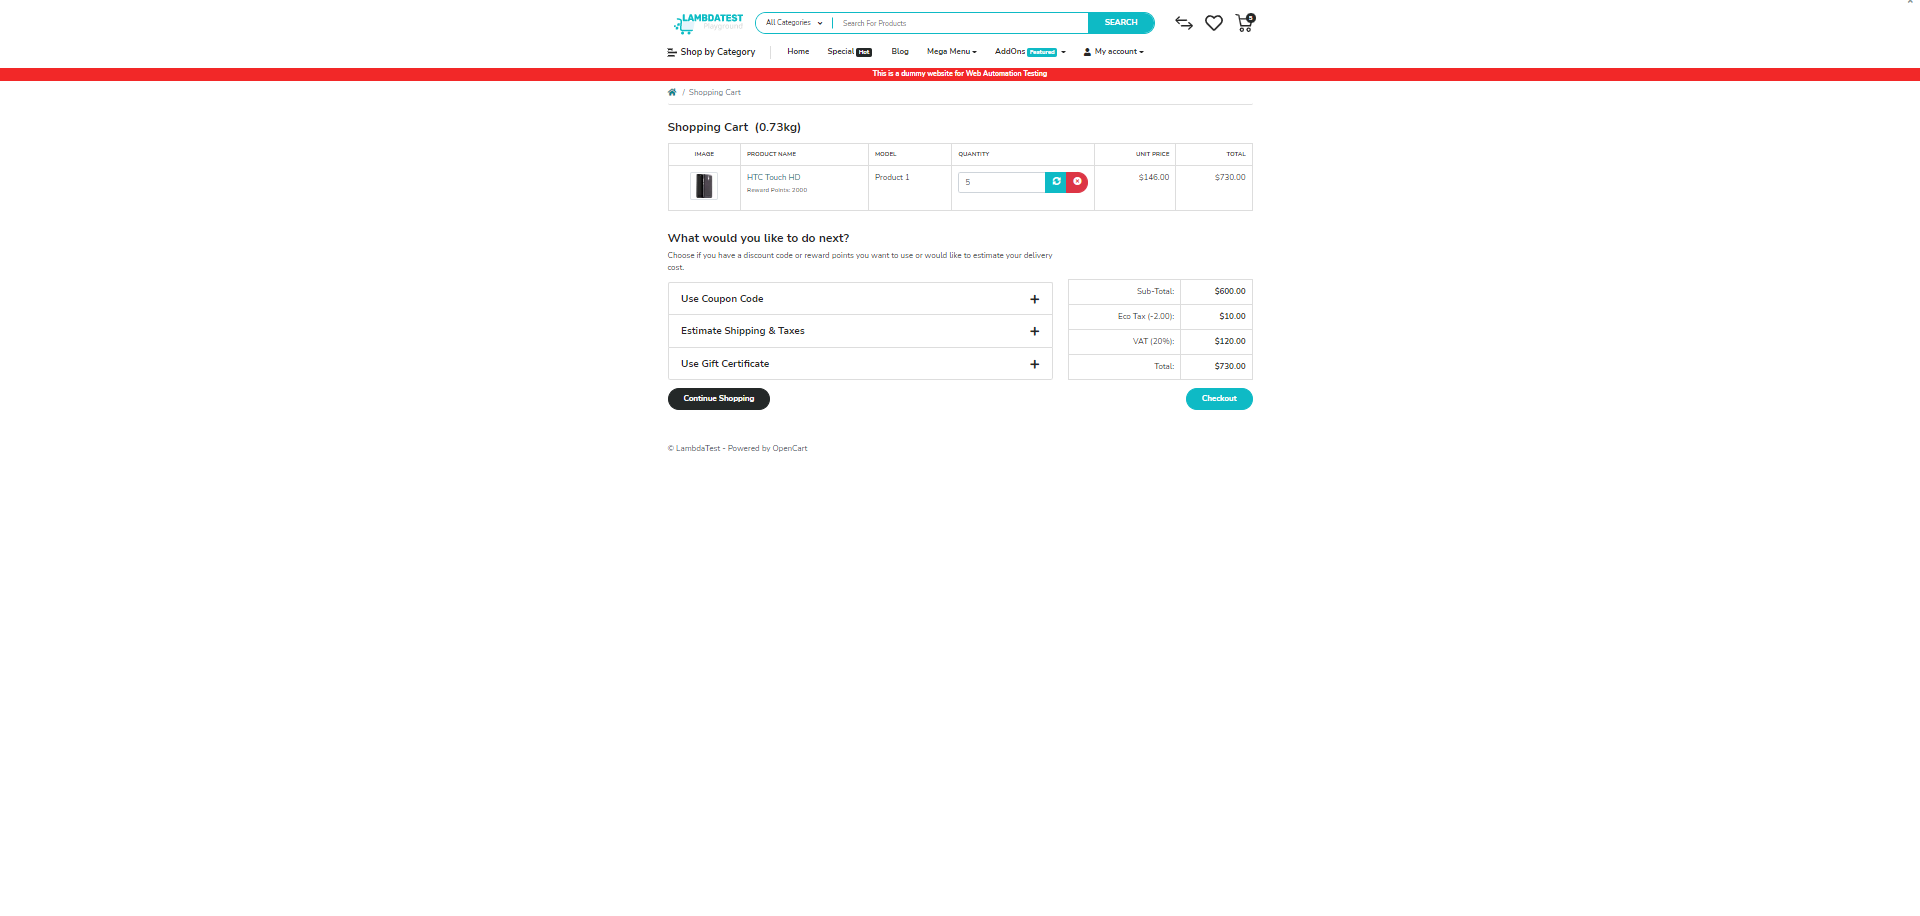 LAMBDATEST
Playground
All Categories
Search For Products
SEARCH
5
Shop by Category
Home
Special Hot
Blog
Mega Menu
AddOns Featured
My account
This is a dummy website for Web Automation Testing
/ Shopping Cart
Shopping Cart (0.73kg)
IMAGE PRODUCT NAME MODEL QUANTITY UNIT PRICE TOTAL
HTC Touch HD Product 1 5 $146.00 $730.00
Reward Points: 2000
What would you like to do next?
Choose if you have a discount code or reward points you want to use or would like to estimate your delivery
cost.
Use Coupon Code
Estimate Shipping & Taxes
Use Gift Certificate
Sub-Total: $600.00
Eco Tax (-2.00): $10.00
VAT (20%): $120.00
Total: $730.00
Continue Shopping
Checkout
© LambdaTest - Powered by OpenCart